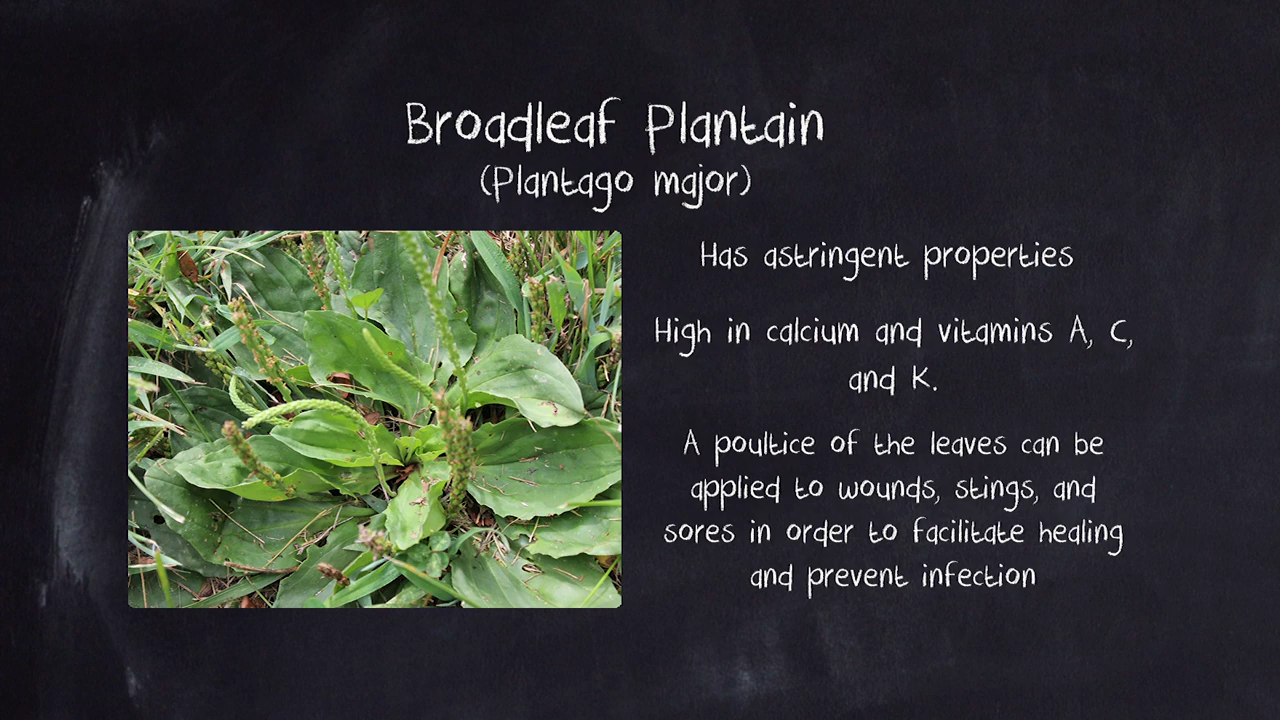 Broadleaf Plantain
(Plantago major)
Has astringent properties
High in calcium and vitamins A, C,
and K.
A poultice of the leaves can be
applied to wounds, stings, and
sores in order to facilitate healing
and prevent infection